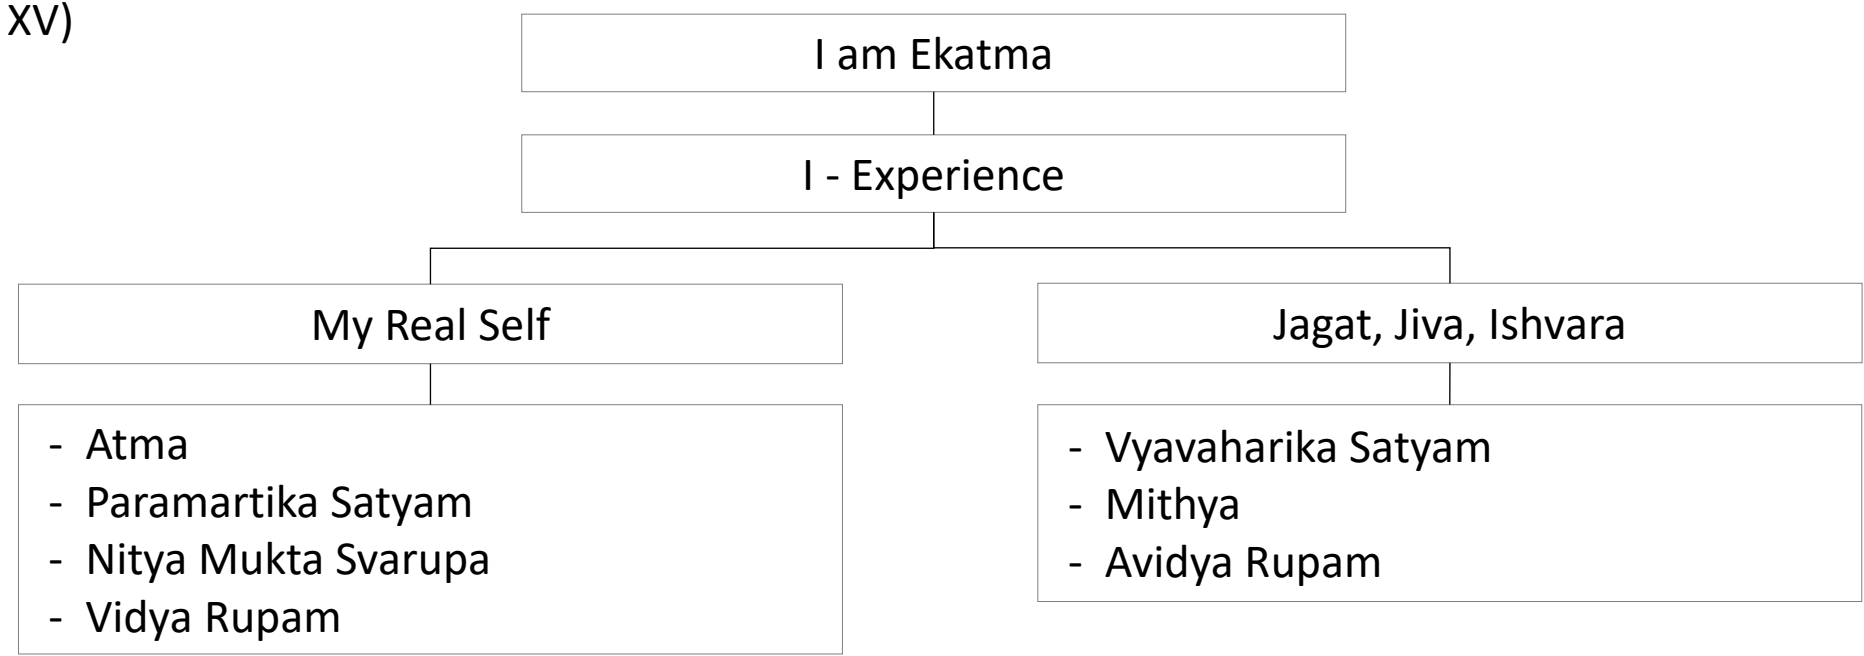 XV)
I am Ekatma
I - Experience
My Real Self
Jagat, Jiva, Ishvara
- Atma
- Paramartika Satyam
- Nitya Mukta Svarupa
- Vidya Rupam
- Vyavaharika Satyam
- Mithya
- Avidya Rupam